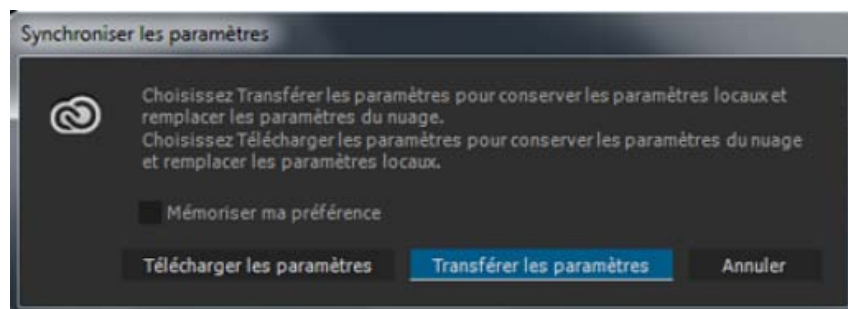 Synchroniser les paramètres
Choisissez Transférer les paramètres pour conserver les paramètres locaux et
remplacer les paramètres du nuage.
Choisissez Télécharger les paramètres pour conserver les paramètres du nuage
et remplacer les paramètres locaux.
Mémoriser ma préférence
Télécharger les paramètres Transférer les paramètres Annuler